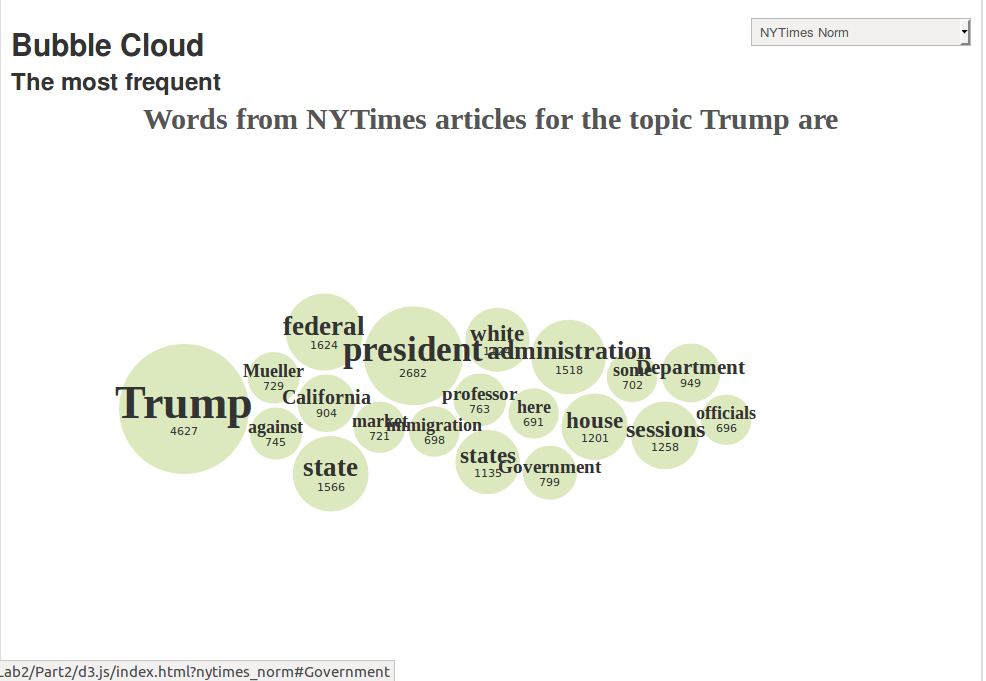 NYTimes Norm
Bubble Cloud
The most frequent
Words from NYTimes articles for the topic Trump are
federal
1624
president
2682
white
administration
1518
Mueller
729
some
702
Department
949
Trump
4627
California
904
professor
763
here
691
against
745
market
721
immigration
698
house
1201
sessions
1258
officials
696
state
1566
states
1135
Government
799
Lab2/Part2/d3.js/index.html?nytimes_norm#Government